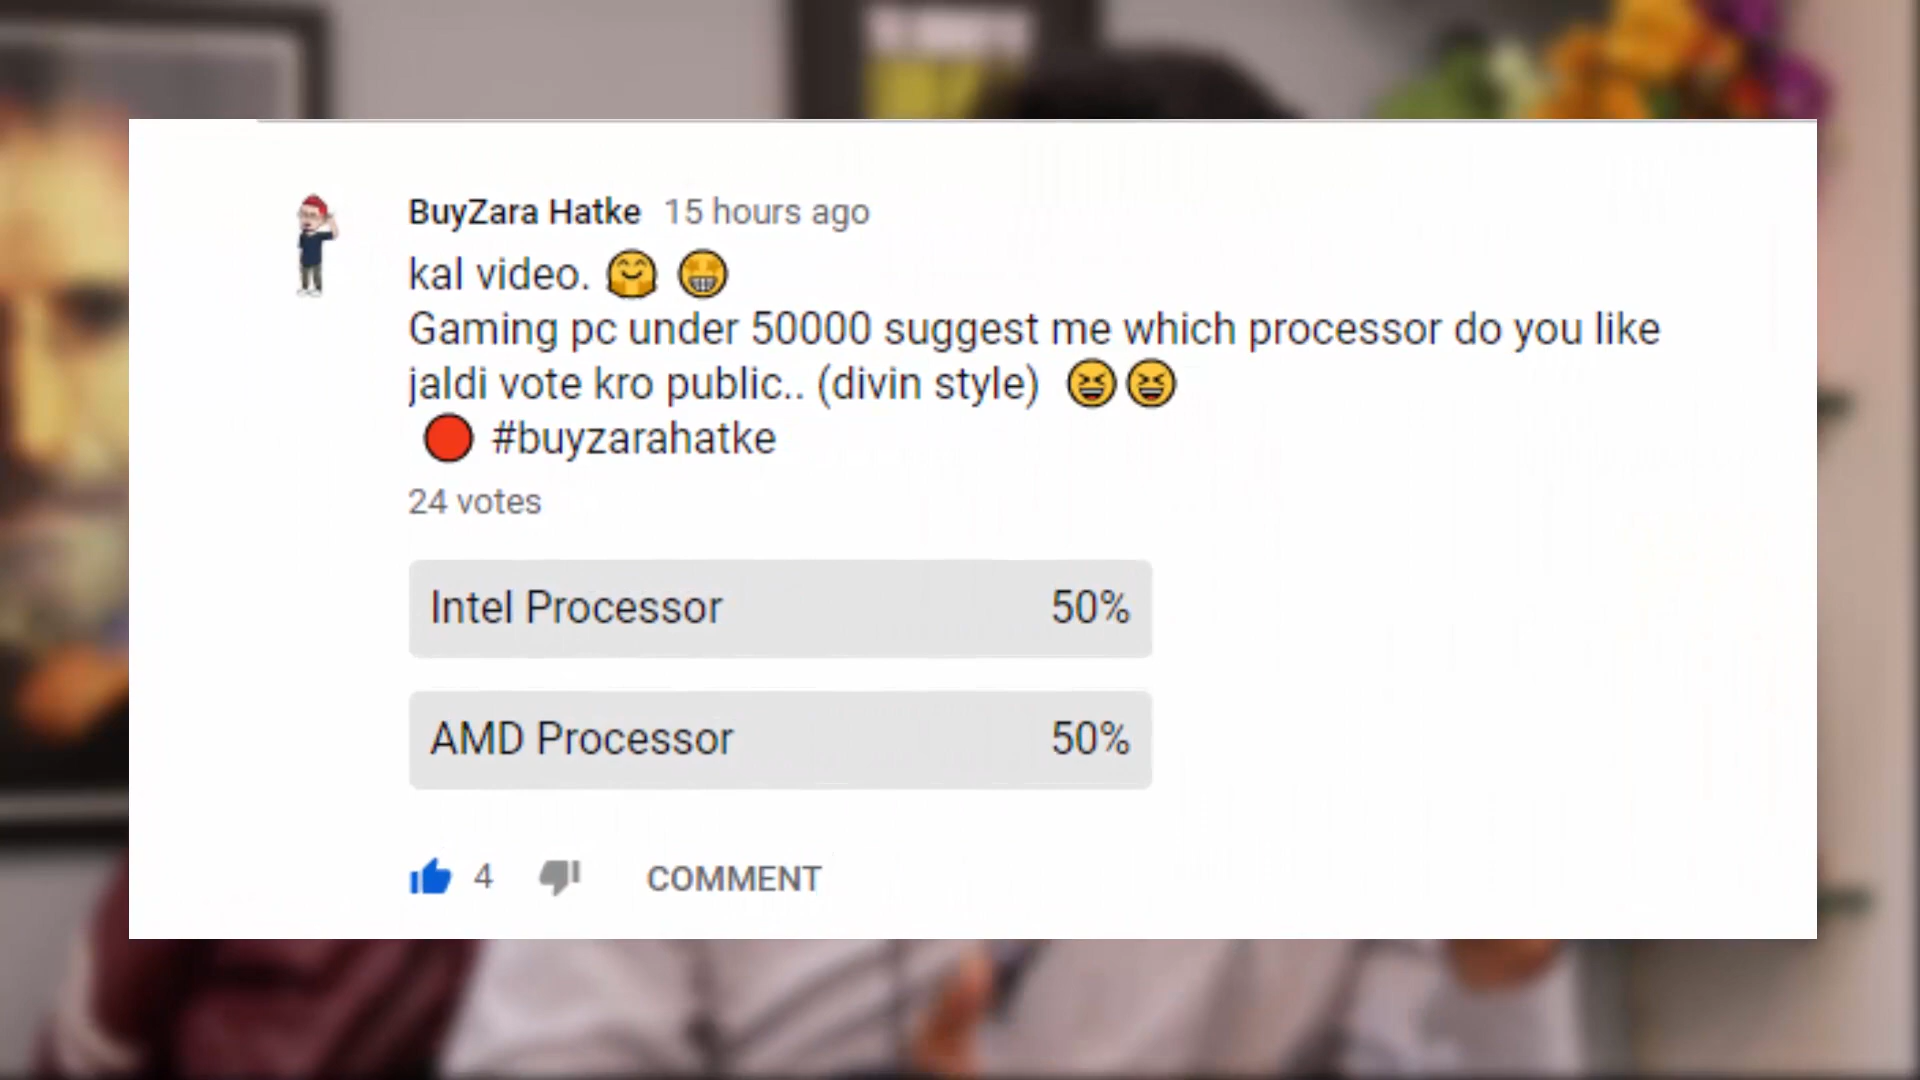 BuyZara Hatke 15 hours ago
kal video. 🤗 🤩
Gaming pc under 50000 suggest me which processor do you like
jaldi vote kro public.. (divin style) 😆😆
🔴 #buyzarahatke
24 votes
Intel Processor 50%
AMD Processor 50%
4 COMMENT